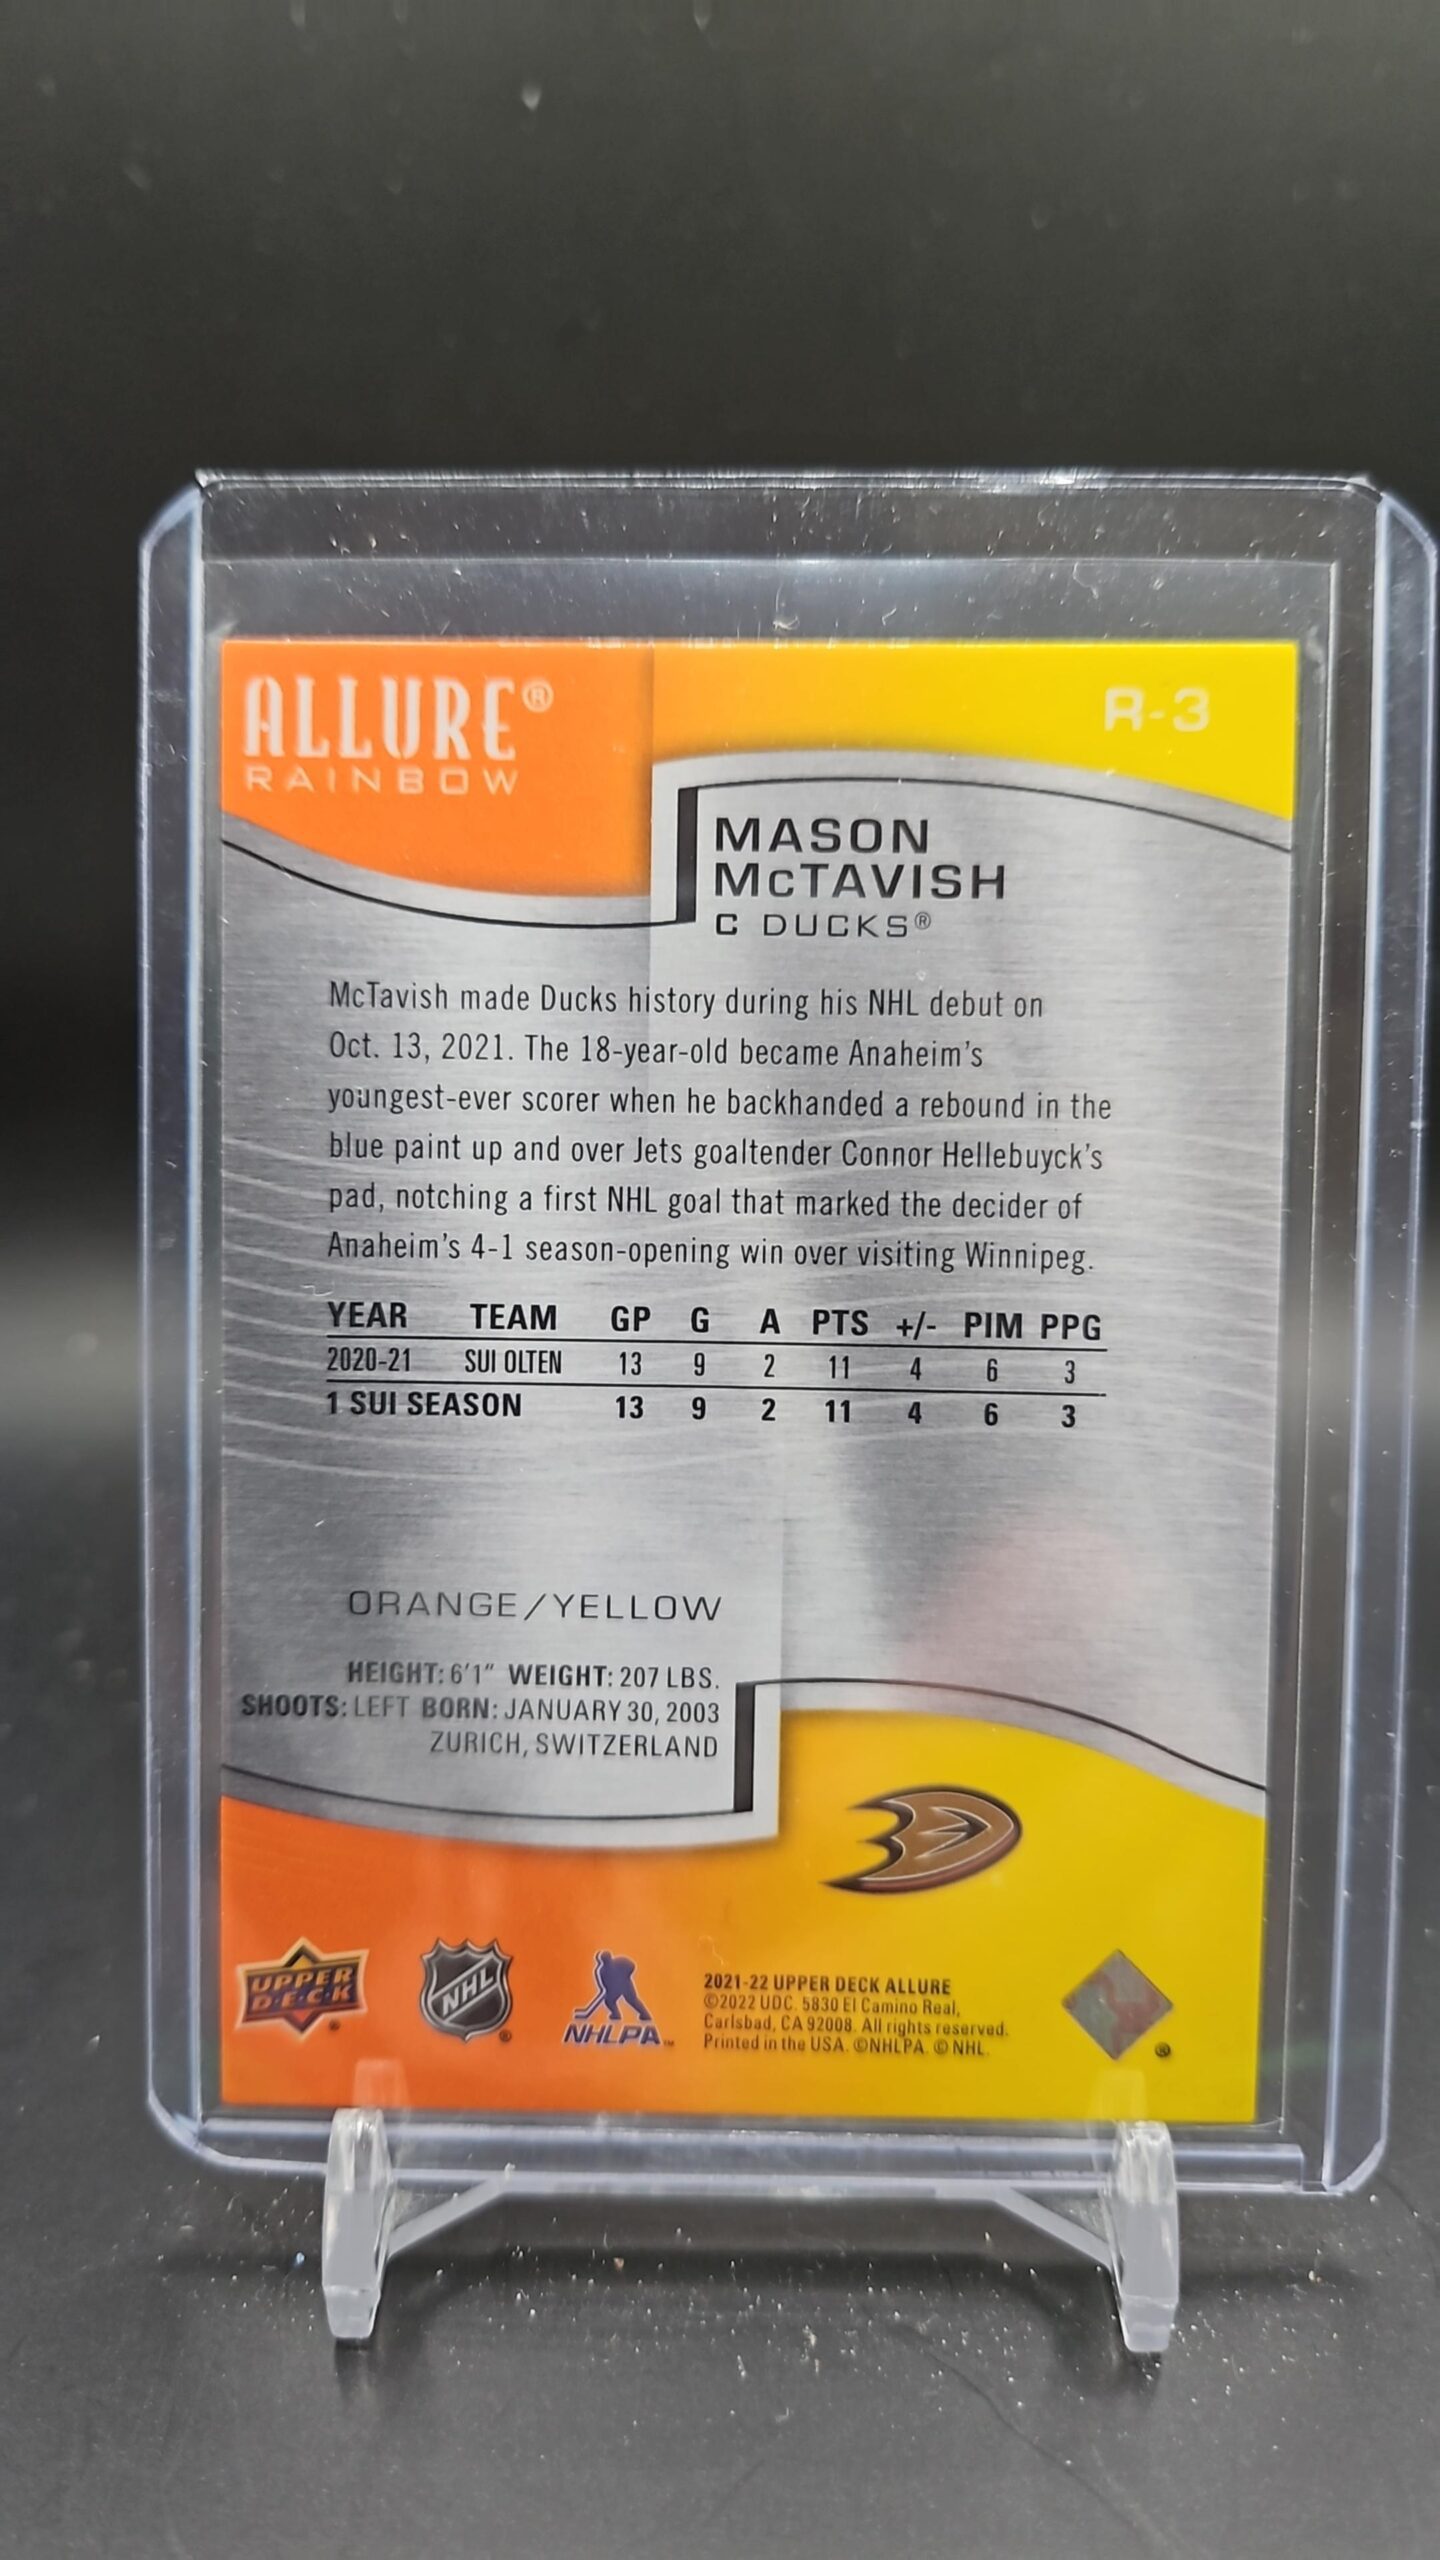 ALLURE®
RAINBOW
R-3
MASON
McTAVISH
C DUCKS®
McTavish made Ducks history during his NHL debut on
Oct. 13, 2021. The 18-year-old became Anaheim's
youngest-ever scorer when he backhanded a rebound in the
blue paint up and over Jets goaltender Connor Hellebuyck's
pad, notching a first NHL goal that marked the decider of
Anaheim's 4-1 season-opening win over visiting Winnipeg.
YEAR TEAM GP G A PTS +/- PIM PPG
2020-21 SUI OLTEN 13 9 2 11 4 6 3
1 SUI SEASON 13 9 2 11 4 6 3
ORANGE/YELLOW
HEIGHT: 6'1" WEIGHT: 207 LBS.
SHOOTS: LEFT BORN: JANUARY 30, 2003
ZURICH, SWITZERLAND
UPPER
D·E·C·K ®
NHL ®
NHLPA™
2021-22 UPPER DECK ALLURE
©2022 UDC. 5830 El Camino Real,
Carlsbad, CA 92008. All rights reserved.
Printed in the USA. ©NHLPA. © NHL.
®